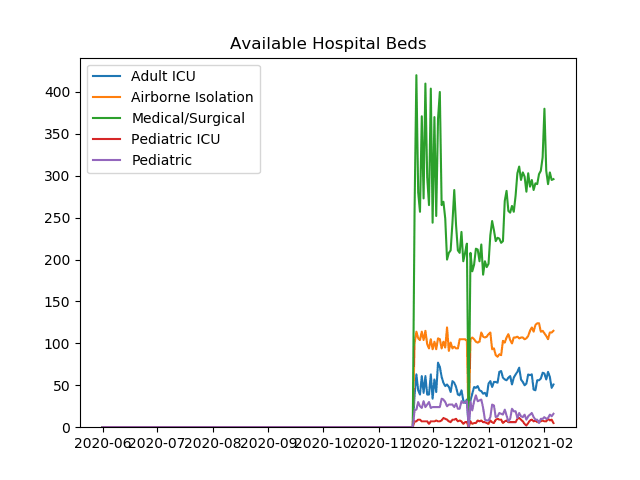 Available Hospital Beds
Adult ICU
Airborne Isolation
Medical/Surgical
Pediatric ICU
Pediatric
400
350
300
250
200
150
100
50
0
2020-06 2020-07 2020-08 2020-09 2020-10 2020-11 2020-12 2021-01 2021-02